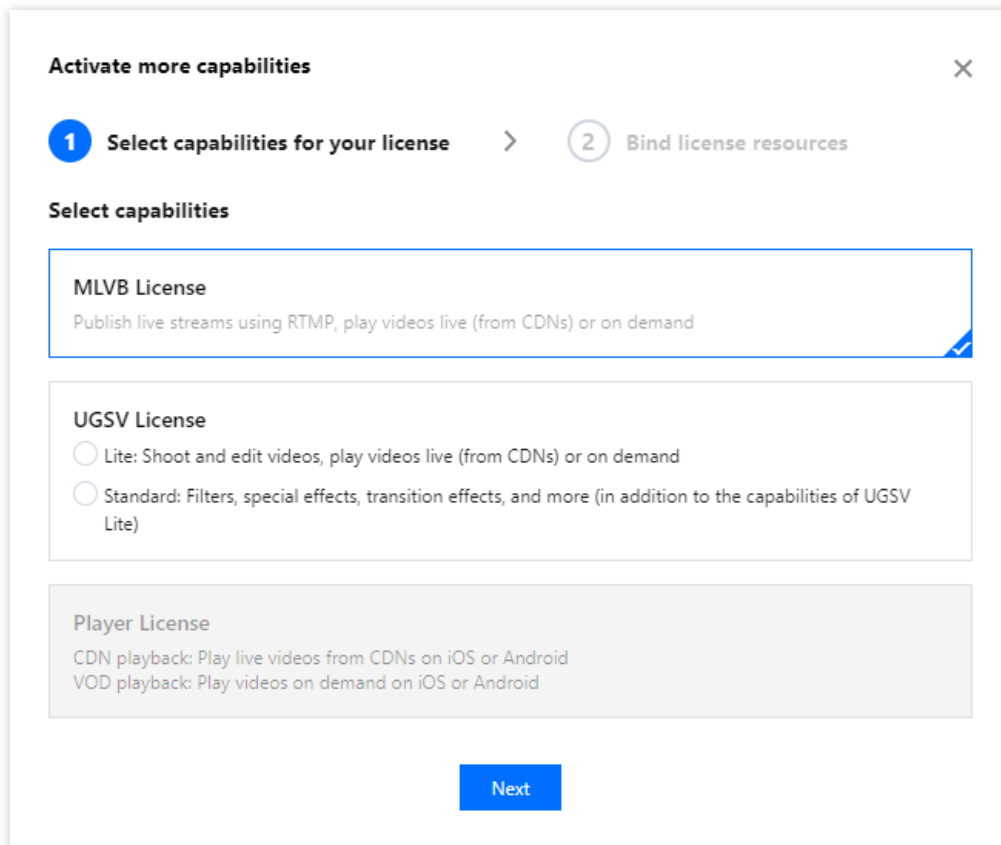 Activate more capabilities
1 Select capabilities for your license > 2 Bind license resources
Select capabilities
MLVB License
Publish live streams using RTMP, play videos live (from CDNs) or on demand
UGSV License
Lite: Shoot and edit videos, play videos live (from CDNs) or on demand
Standard: Filters, special effects, transition effects, and more (in addition to the capabilities of UGSV
Lite)
Player License
CDN playback: Play live videos from CDNs on iOS or Android
VOD playback: Play videos on demand on iOS or Android
Next